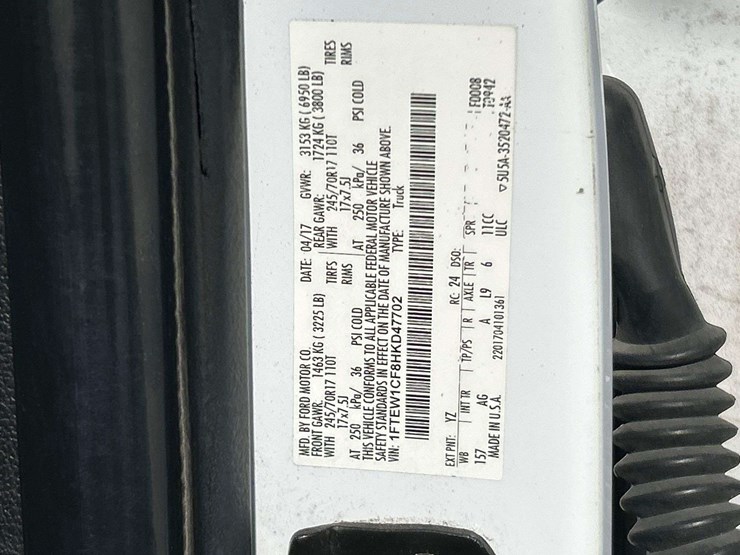 MFD. BY FORD MOTOR CO.
DATE: 04/17 GVWR: 3153 KG ( 6950 LB)
FRONT GAWR: 1463 KG ( 3225 LB) REAR GAWR: 1724 KG ( 3800 LB)
WITH 245/70R17 110T TIRES WITH 245/70R17 110T TIRES
17x7.5J RIMS 17x7.5J RIMS
AT 250 kPa/ 36 PSI COLD AT 250 kPa/ 36 PSI COLD
THIS VEHICLE CONFORMS TO ALL APPLICABLE FEDERAL MOTOR VEHICLE
SAFETY STANDARDS IN EFFECT ON THE DATE OF MANUFACTURE SHOWN ABOVE.
VIN: 1FTEW1CF8HKD47702 TYPE: Truck
EXT PNT: YZ RC: 24 DSO:
WB INT TR TP/PS R AXLE TR SPR F0008
157 AG A L9 6 11CC
MADE IN U.S.A. ULC
2201704101361 5U5A-3520472-AA